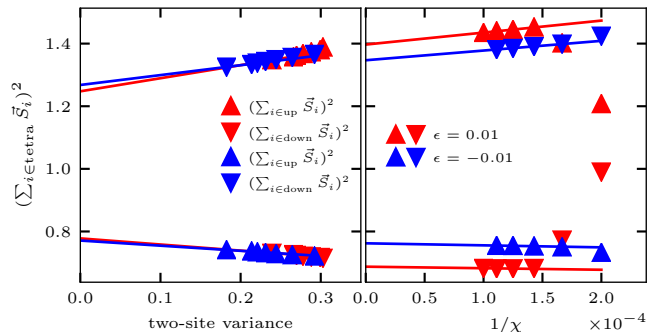 (∑_{i∈tetra} S⃗_i)^2
1.4
1.2
1.0
0.8
(∑_{i∈up} S⃗_i)^2
(∑_{i∈down} S⃗_i)^2
(∑_{i∈up} S⃗_i)^2
(∑_{i∈down} S⃗_i)^2
0.0 0.1 0.2 0.3
two-site variance
ϵ = 0.01
ϵ = −0.01
0.0 0.5 1.0 1.5 2.0
×10^{−4}
1/χ